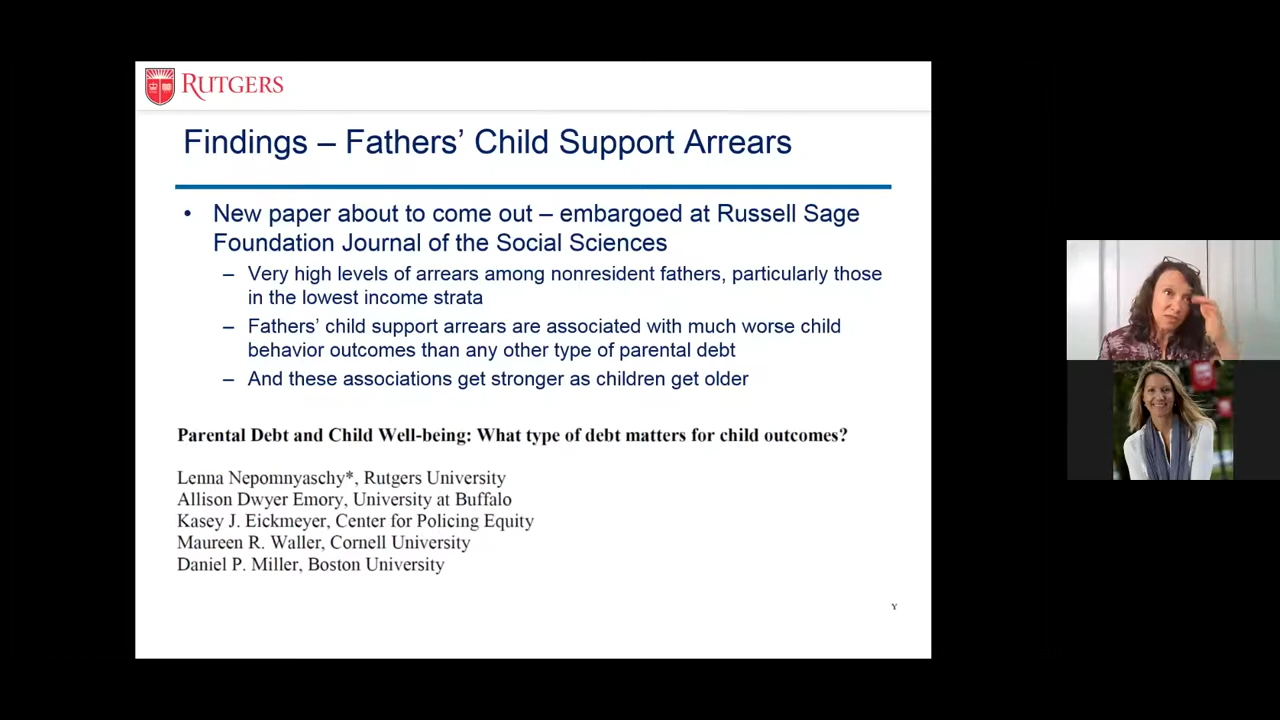 RUTGERS
Findings – Fathers’ Child Support Arrears
• New paper about to come out – embargoed at Russell Sage
Foundation Journal of the Social Sciences
– Very high levels of arrears among nonresident fathers, particularly those
in the lowest income strata
– Fathers’ child support arrears are associated with much worse child
behavior outcomes than any other type of parental debt
– And these associations get stronger as children get older
Parental Debt and Child Well-being: What type of debt matters for child outcomes?
Lenna Nepomnyaschy*, Rutgers University
Allison Dwyer Emory, University at Buffalo
Kasey J. Eickmeyer, Center for Policing Equity
Maureen R. Waller, Cornell University
Daniel P. Miller, Boston University
Y